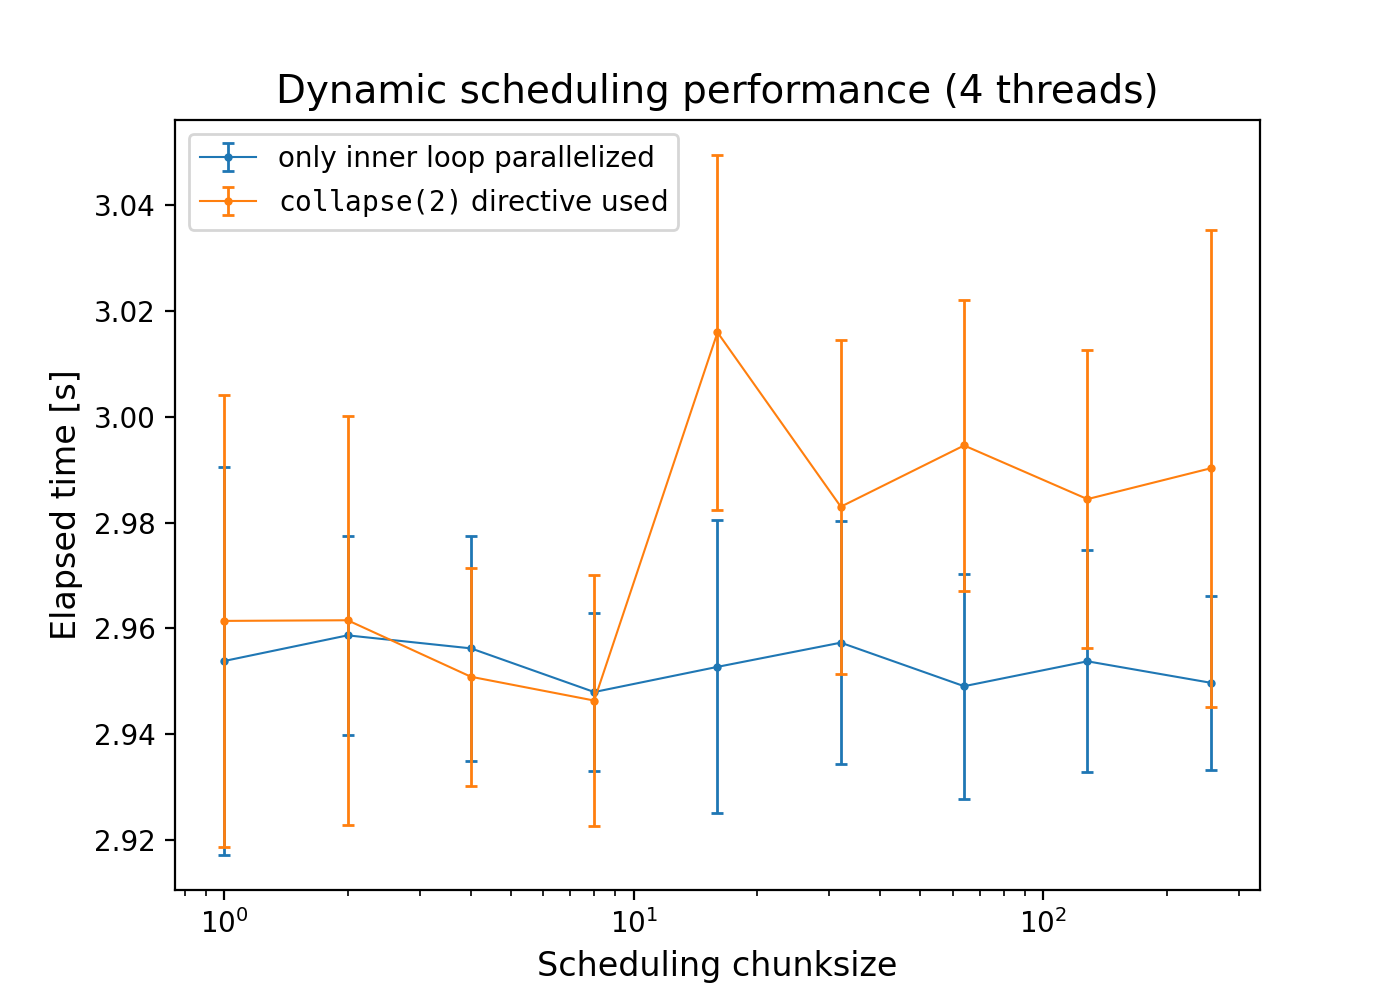 Dynamic scheduling performance (4 threads)
only inner loop parallelized
collapse(2) directive used
3.04
3.02
3.00
2.98
2.96
2.94
2.92
Elapsed time [s]
10⁰ 10¹ 10²
Scheduling chunksize